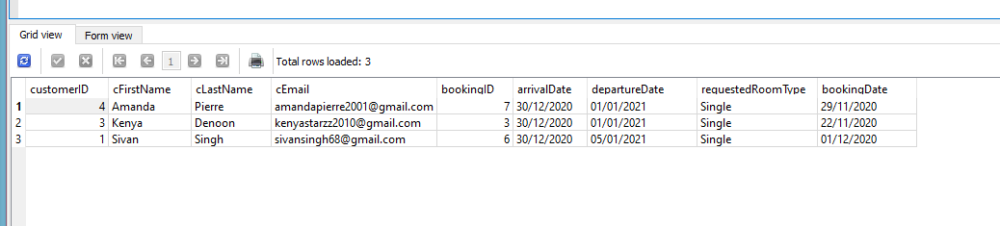 Grid view Form view
1 Total rows loaded: 3
customerID cFirstName cLastName cEmail bookingID arrivalDate departureDate requestedRoomType bookingDate
1 4 Amanda Pierre amandapierre2001@gmail.com 7 30/12/2020 01/01/2021 Single 29/11/2020
2 3 Kenya Denoon kenyastarzz2010@gmail.com 3 30/12/2020 01/01/2021 Single 22/11/2020
3 1 Sivan Singh sivansingh68@gmail.com 6 30/12/2020 05/01/2021 Single 01/12/2020